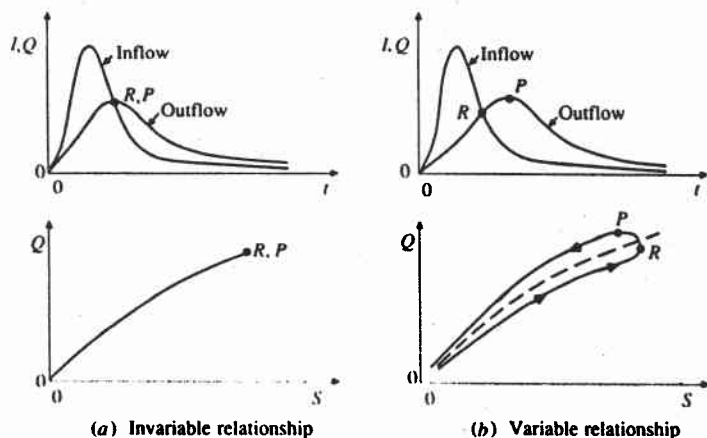 I,Q
Inflow
R, P
Outflow
0
0
t
I,Q
Inflow
P
R
Outflow
0
0
t
Q
R, P
0
0
S
(a) Invariable relationship
Q
P
R
0
0
S
(b) Variable relationship